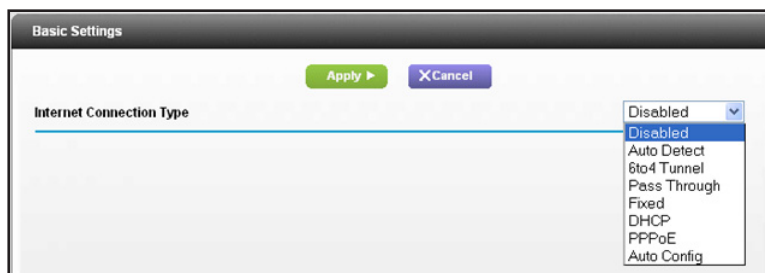 Basic Settings
Apply ▶ XCancel
Internet Connection Type Disabled
Disabled
Auto Detect
6to4 Tunnel
Pass Through
Fixed
DHCP
PPPoE
Auto Config